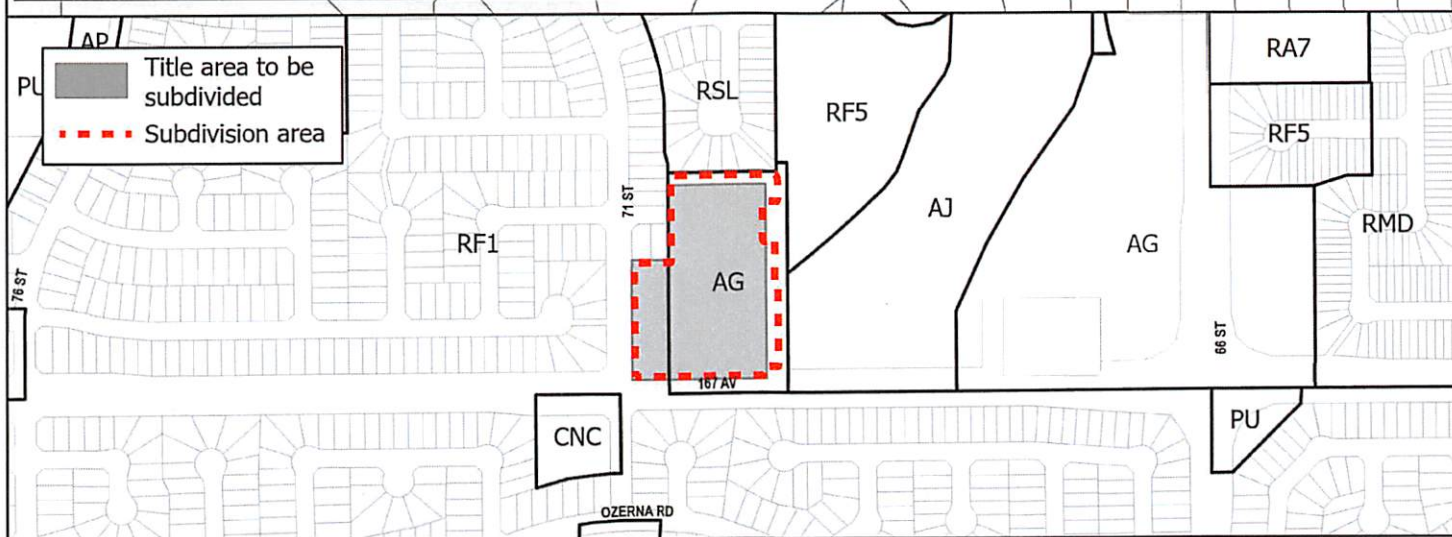 AP
PU
Title area to be
subdivided
Subdivision area
RSL
RF5
RA7
RF5
71 ST
AJ
RF1
AG
AG
RMD
76 ST
66 ST
167 AV
CNC
PU
OZERNA RD